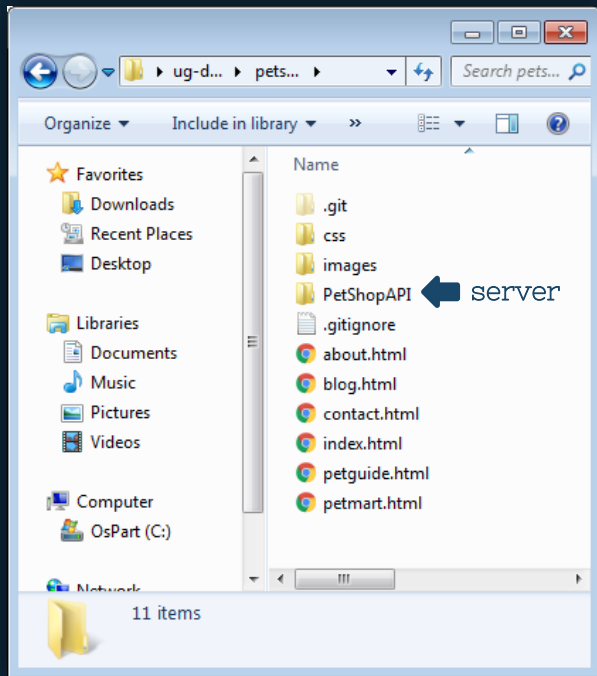 ug-d... pets...
Search pets...
Organize Include in library »
Favorites
Downloads
Recent Places
Desktop
Libraries
Documents
Music
Pictures
Videos
Computer
OsPart (C:)
Network
Name
.git
css
images
PetShopAPI server
.gitignore
about.html
blog.html
contact.html
index.html
petguide.html
petmart.html
11 items